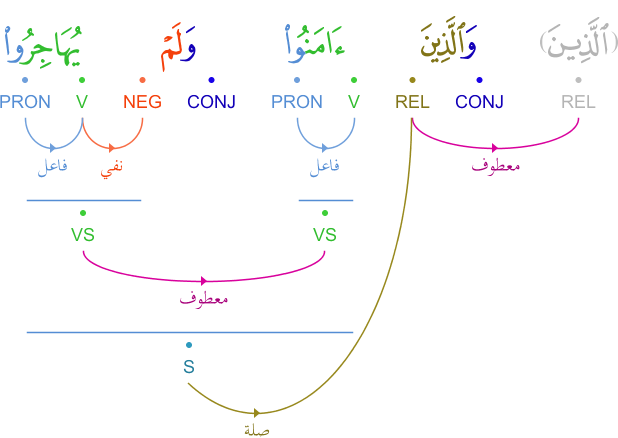 (ٱلَّذِينَ) وَٱلَّذِينَ ءَامَنُوا۟ وَلَمْ يُهَاجِرُوا۟
REL CONJ REL V PRON CONJ NEG V PRON
معطوف فاعل نفي فاعل
VS VS
معطوف
S
صلة